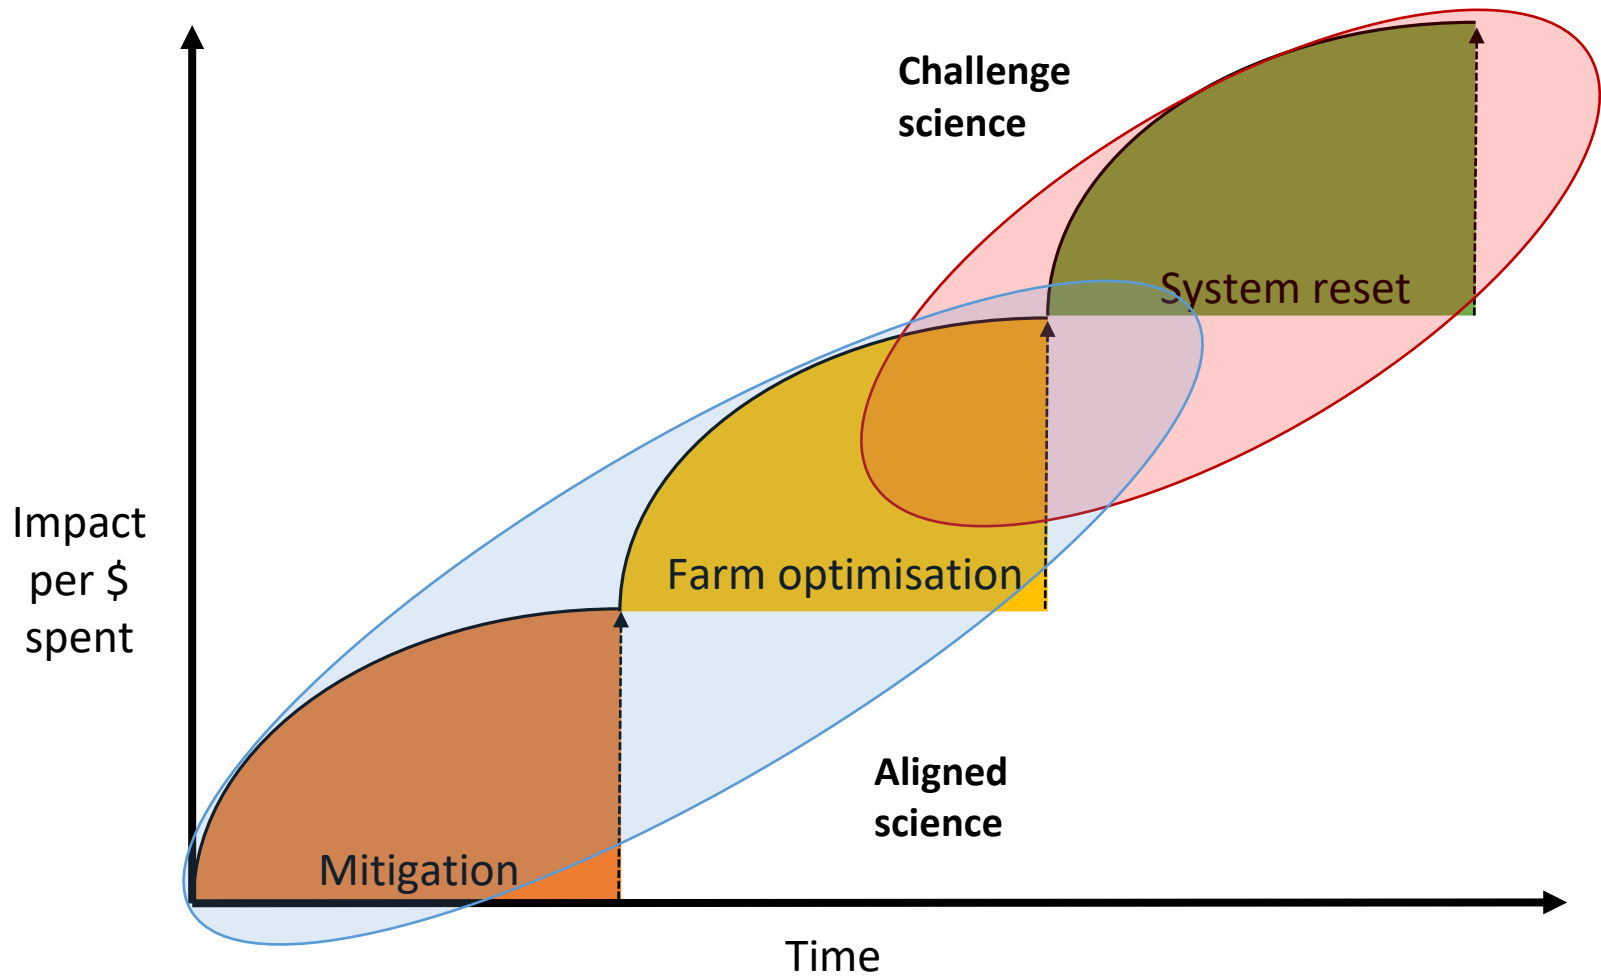 Challenge
science
System reset
Impact
per $
spent
Farm optimisation
Aligned
science
Mitigation
Time